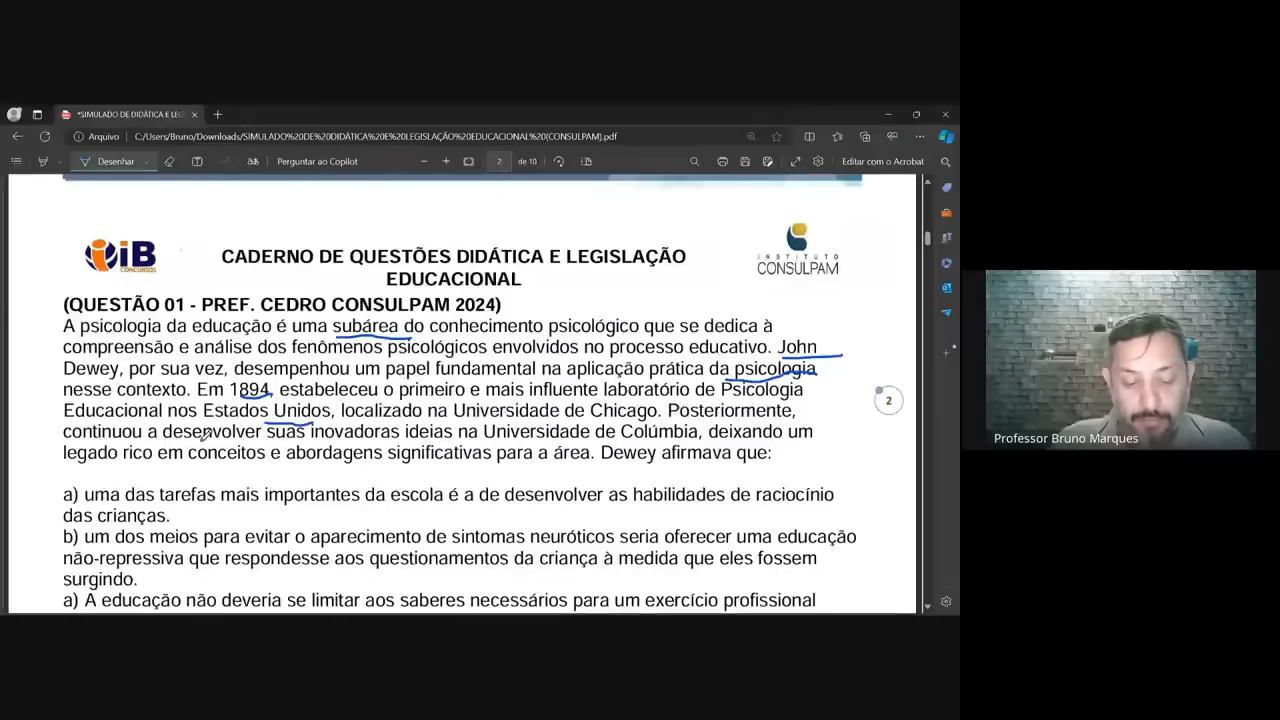 *SIMULADO DE DIDÁTICA E LEG
Arquivo
C:/Users/Bruno/Downloads/SIMULADO%20DE%20DIDÁTICA%20E%20LEGISLAÇÃO%20EDUCACIONAL%20(CONSULPAM).pdf
Desenhar
Perguntar ao Copilot
2
de 10
Editar com o Acrobat
iB
CONCURSOS
CADERNO DE QUESTÕES DIDÁTICA E LEGISLAÇÃO
EDUCACIONAL
INSTITUTO
CONSULPAM
(QUESTÃO 01 - PREF. CEDRO CONSULPAM 2024)
A psicologia da educação é uma subárea do conhecimento psicológico que se dedica à
compreensão e análise dos fenômenos psicológicos envolvidos no processo educativo. John
Dewey, por sua vez, desempenhou um papel fundamental na aplicação prática da psicologia
nesse contexto. Em 1894, estabeleceu o primeiro e mais influente laboratório de Psicologia
Educacional nos Estados Unidos, localizado na Universidade de Chicago. Posteriormente,
continuou a desenvolver suas inovadoras ideias na Universidade de Colúmbia, deixando um
legado rico em conceitos e abordagens significativas para a área. Dewey afirmava que:
2
a) uma das tarefas mais importantes da escola é a de desenvolver as habilidades de raciocínio
das crianças.
b) um dos meios para evitar o aparecimento de sintomas neuróticos seria oferecer uma educação
não-repressiva que respondesse aos questionamentos da criança à medida que eles fossem
surgindo.
a) A educação não deveria se limitar aos saberes necessários para um exercício profissional
Professor Bruno Marques